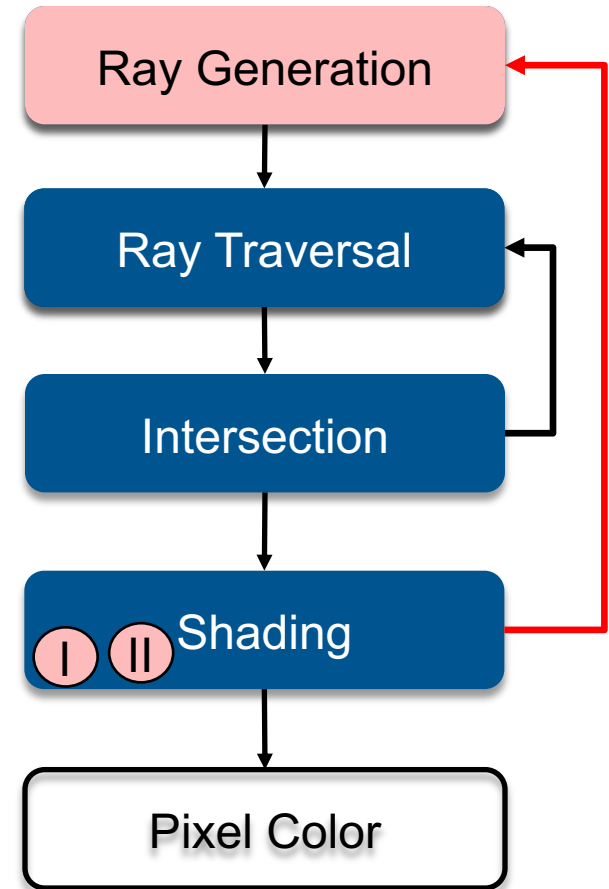 Ray Generation
Ray Traversal
Intersection
Shading
I II
Pixel Color